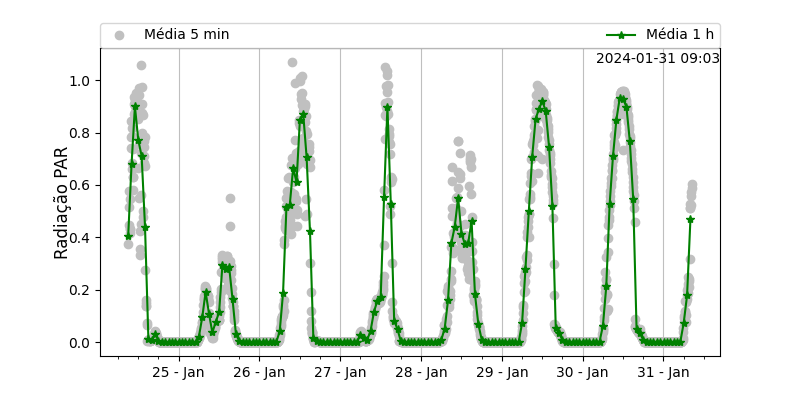 Média 5 min
Média 1 h
2024-01-31 09:03
Radiação PAR
1.0
0.8
0.6
0.4
0.2
0.0
25 - Jan
26 - Jan
27 - Jan
28 - Jan
29 - Jan
30 - Jan
31 - Jan